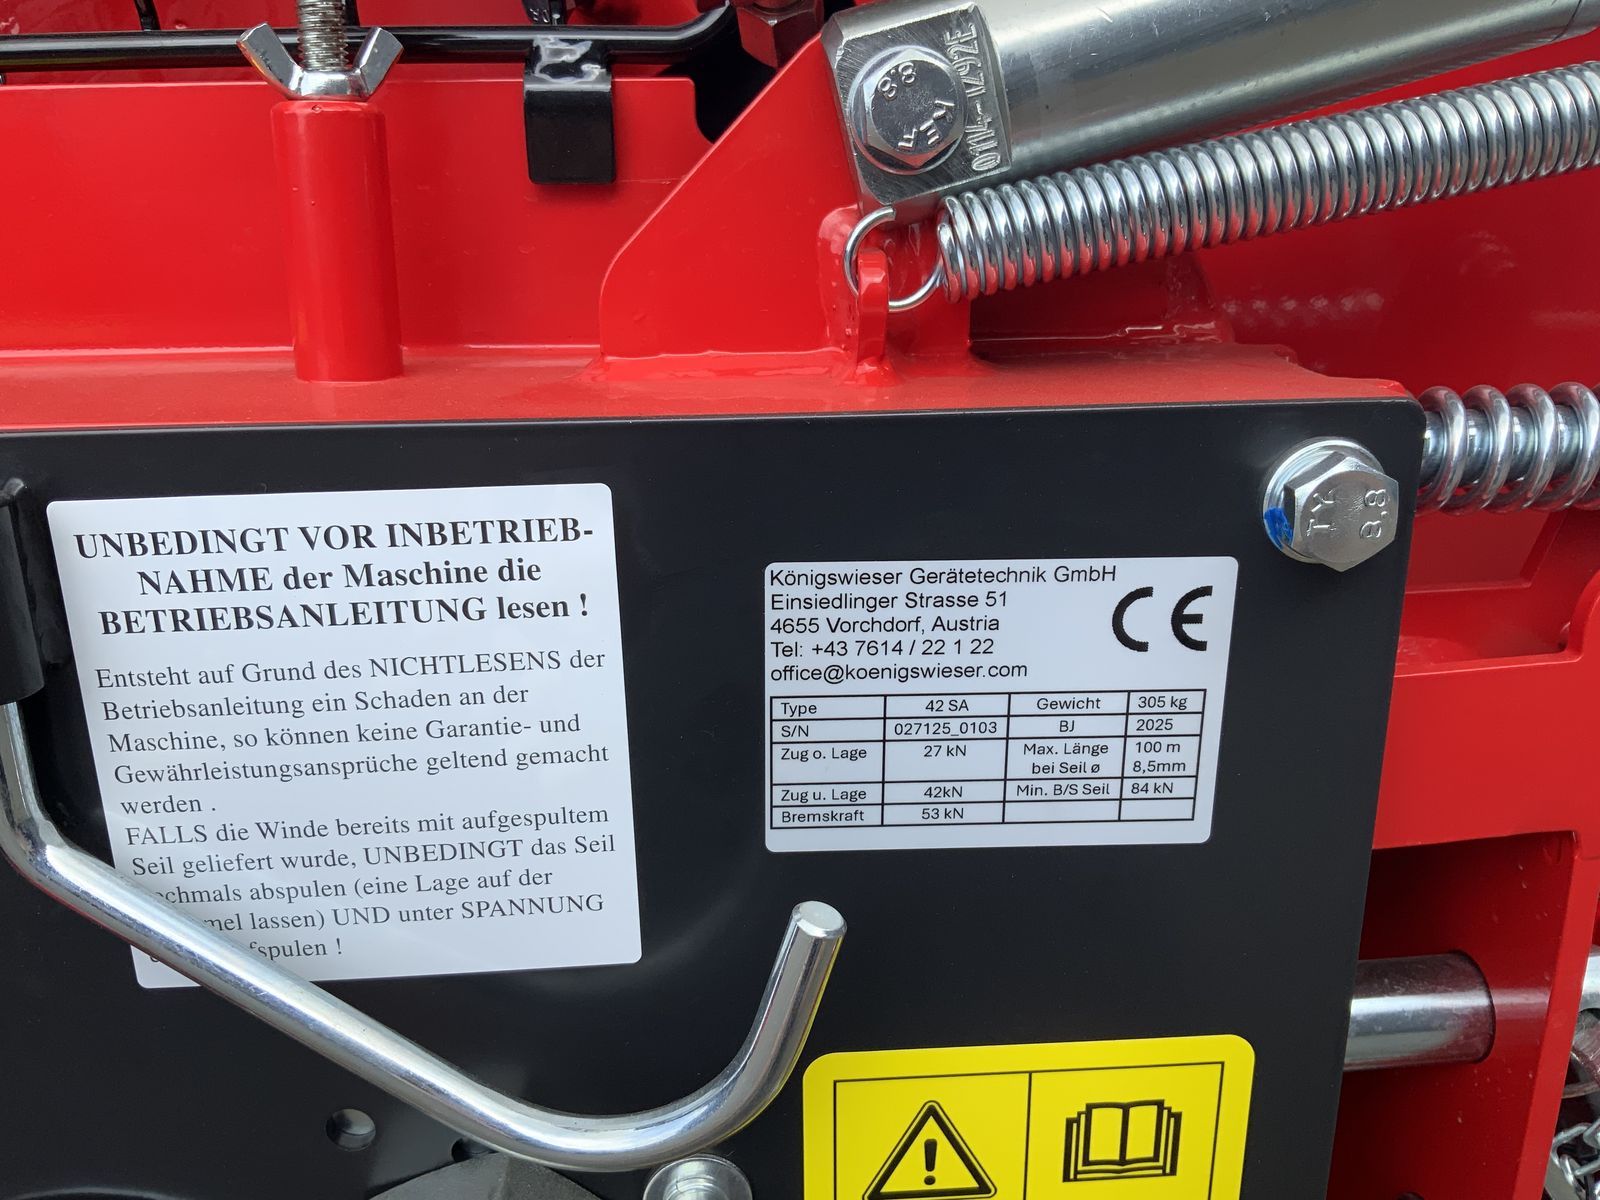 8.8
0114-1Z92E
UNBEDINGT VOR INBETRIEB-
NAHME der Maschine die
BETRIEBSANLEITUNG lesen !
Entsteht auf Grund des NICHTLESENS der
Betriebsanleitung ein Schaden an der
Maschine, so können keine Garantie- und
Gewährleistungsansprüche geltend gemacht
werden .
FALLS die Winde bereits mit aufgespultem
Seil geliefert wurde, UNBEDINGT das Seil
abspulen (eine Lage auf der
lassen) UND unter SPANNUNG
!
Königswieser Gerätetechnik GmbH
Einsiedlinger Strasse 51
4655 Vorchdorf, Austria
Tel: +43 7614 / 22 1 22
office@koenigswieser.com
CE
Type 42 SA Gewicht 305 kg
S/N 027125_0103 BJ 2025
Zug o. Lage 27 kN Max. Länge bei Seil ø 100 m 8,5mm
Zug u. Lage 42kN Min. B/S Seil 84 kN
Bremskraft 53 kN
TY
8,8